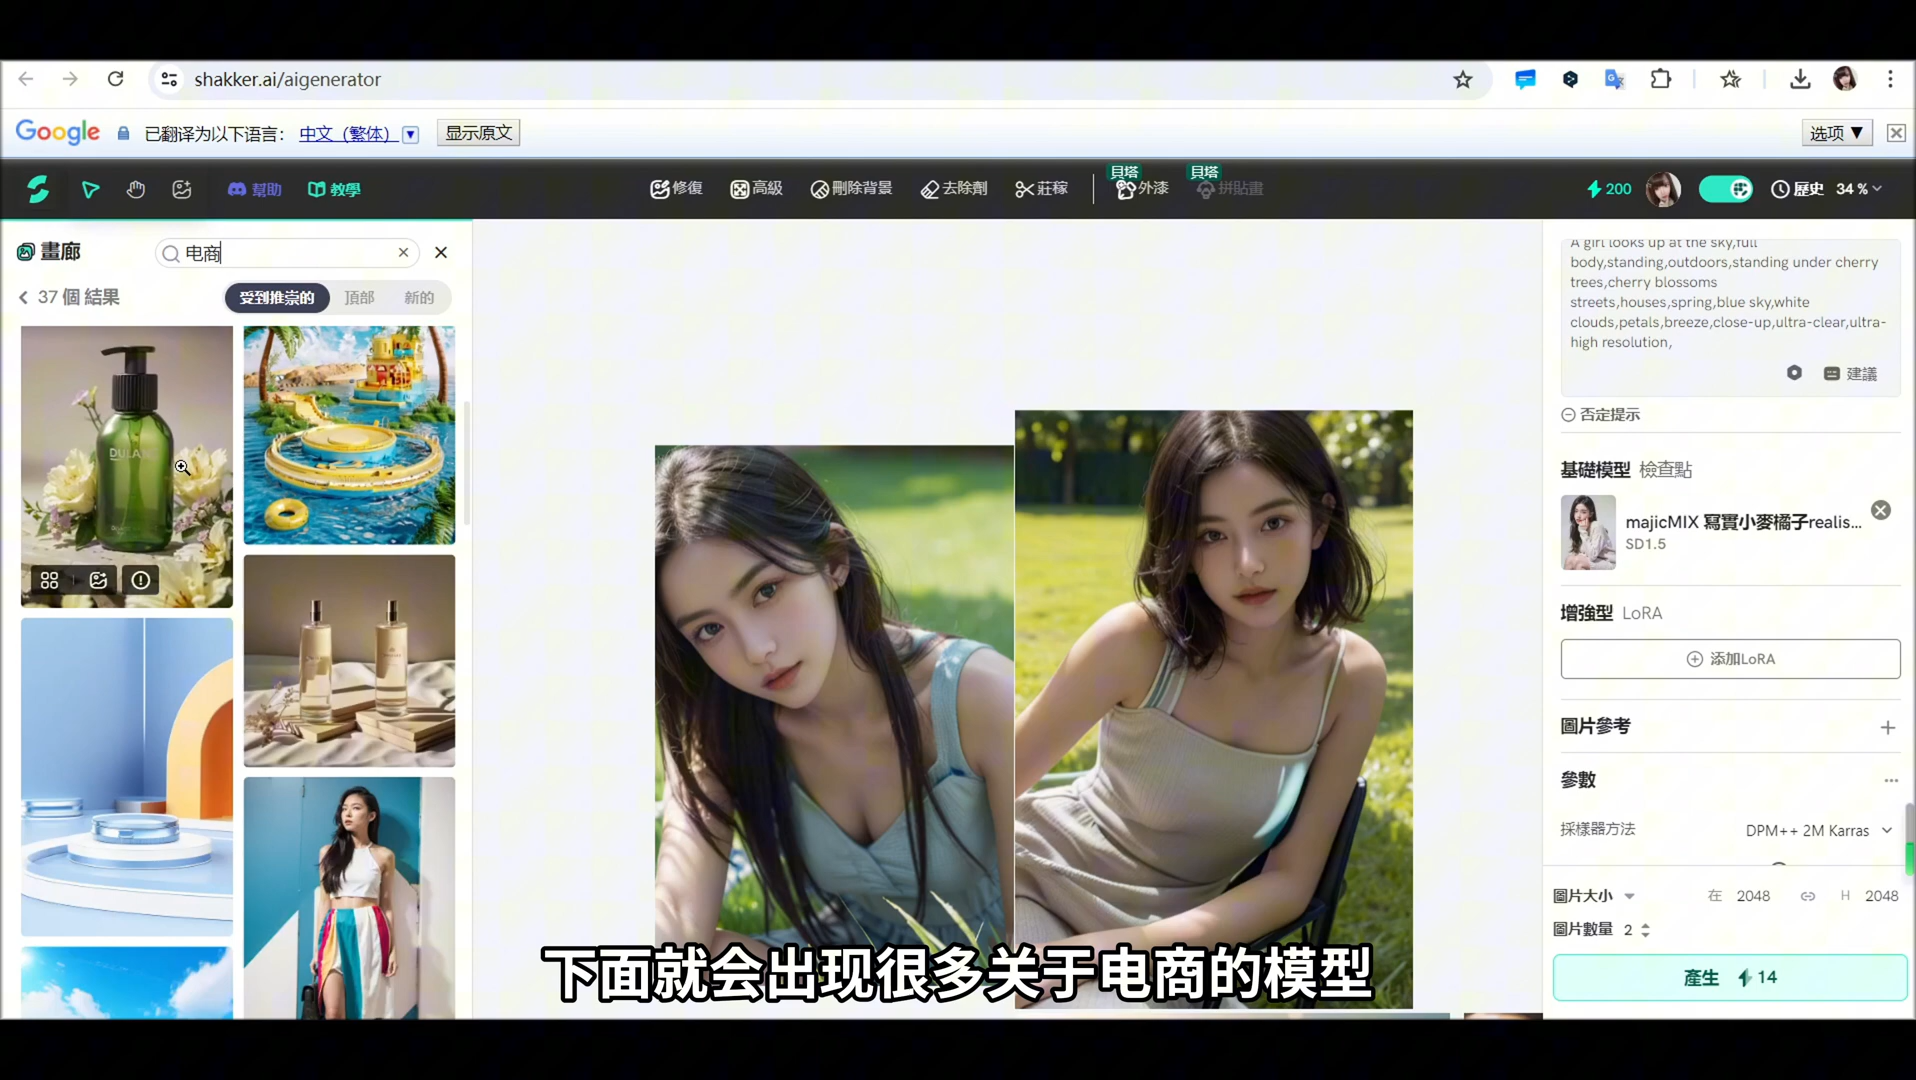 shakker.ai/aigenerator
Google 已翻译为以下语言： 中文（繁体） ▼ 显示原文 选项 ▼
幫助 教學 修復 高級 刪除背景 去除劑 莊稼 貝塔 外漆 貝塔 拼貼畫 200 歷史 34 %
畫廊 电商
37 個 結果 受到推崇的 頂部 新的
DULAN
A girl looks up at the sky,full
body,standing,outdoors,standing under cherry
trees,cherry blossoms
streets,houses,spring,blue sky,white
clouds,petals,breeze,close-up,ultra-clear,ultra-
high resolution,
建議
否定提示
基礎模型 檢查點
majicMIX 寫實小麥橘子realis...
SD1.5
增強型 LoRA
添加LoRA
圖片參考
參數
採樣器方法 DPM++ 2M Karras
圖片大小 在 2048 H 2048
圖片數量 2
產生 14
下面就会出现很多关于电商的模型